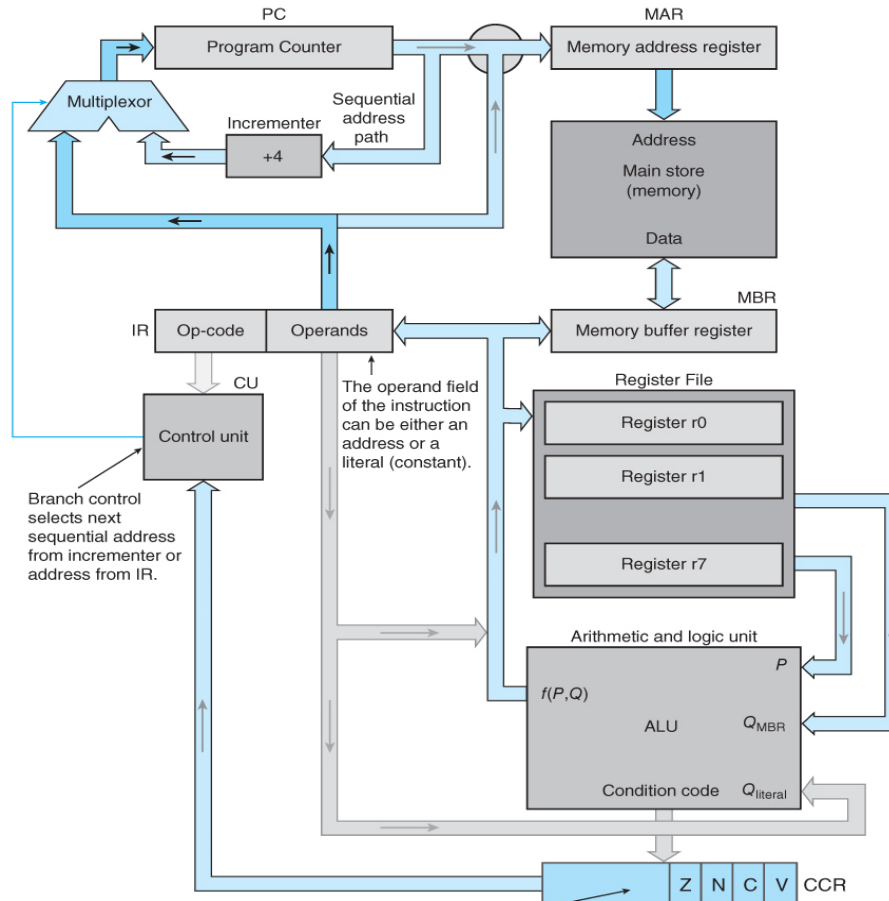 PC
MAR
Program Counter
Memory address register
Multiplexor
Incrementer
+4
Sequential
address
path
Address
Main store
(memory)
Data
MBR
IR
Op-code
Operands
Memory buffer register
CU
Control unit
The operand field
of the instruction
can be either an
address or a
literal (constant).
Register File
Register r0
Register r1
Register r7
Branch control
selects next
sequential address
from incrementer or
address from IR.
Arithmetic and logic unit
P
f(P,Q)
ALU
QMBR
Condition code
Qliteral
Z N C V CCR